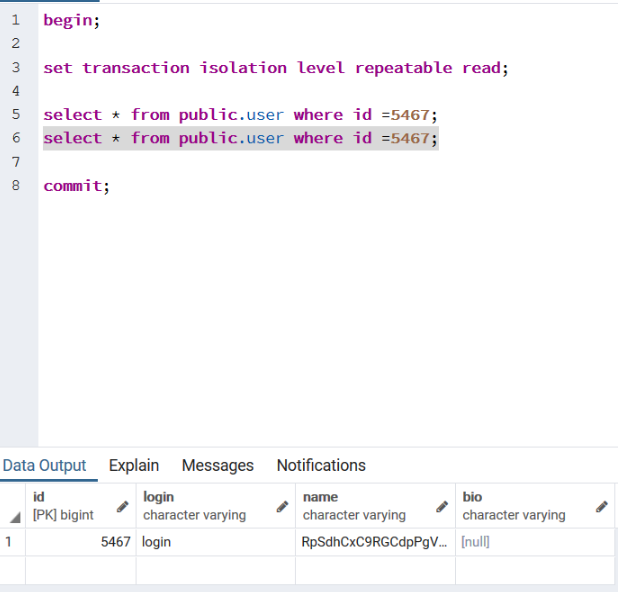 1 begin;
2
3 set transaction isolation level repeatable read;
4
5 select * from public.user where id =5467;
6 select * from public.user where id =5467;
7
8 commit;
Data Output Explain Messages Notifications
id login name bio
[PK] bigint character varying character varying character varying
1 5467 login RpSdhCxC9RGCdpPgV... [null]